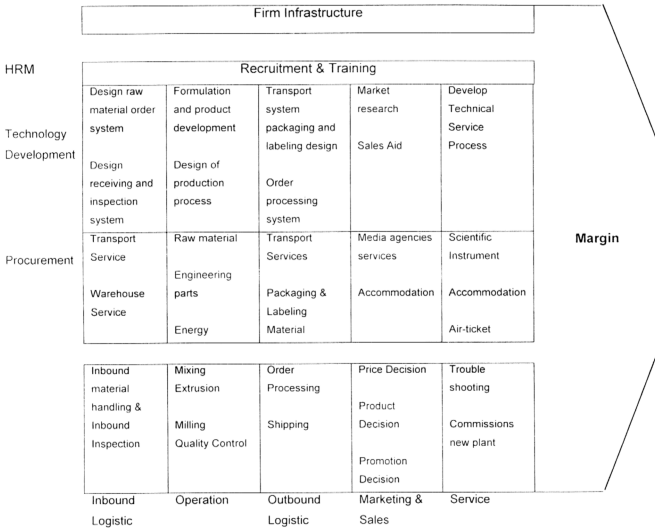 Firm Infrastructure
HRM
Recruitment & Training
Technology
Development
Design raw
material order
system
Design
receiving and
inspection
system
Formulation
and product
development
Design of
production
process
Transport
system
packaging and
labeling design
Order
processing
system
Market
research
Sales Aid
Develop
Technical
Service
Process
Margin
Procurement
Transport
Service
Warehouse
Service
Raw material
Engineering
parts
Energy
Transport
Services
Packaging &
Labeling
Material
Media agencies
services
Accommodation
Scientific
Instrument
Accommodation
Air-ticket
Inbound
material
handling &
Inbound
Inspection
Mixing
Extrusion
Milling
Quality Control
Order
Processing
Shipping
Price Decision
Product
Decision
Promotion
Decision
Trouble
shooting
Commissions
new plant
Inbound
Logistic
Operation
Outbound
Logistic
Marketing &
Sales
Service